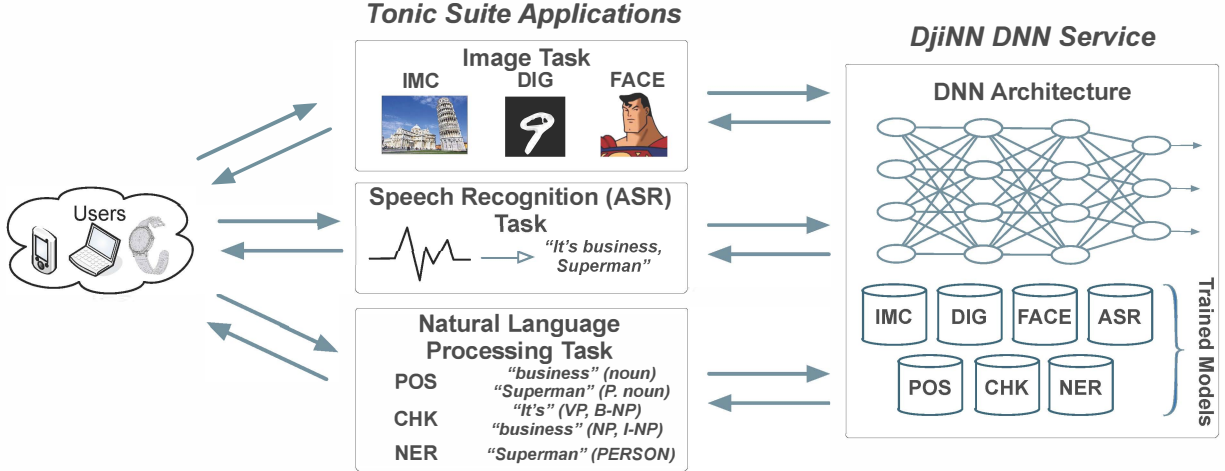 Tonic Suite Applications
DjiNN DNN Service
Users
Image Task
IMC DIG FACE
9
Speech Recognition (ASR)
Task
“It’s business,
Superman”
Natural Language
Processing Task
POS “business” (noun)
“Superman” (P. noun)
CHK “It’s” (VP, B-NP)
“business” (NP, I-NP)
NER “Superman” (PERSON)
DNN Architecture
IMC DIG FACE ASR
POS CHK NER
Trained Models